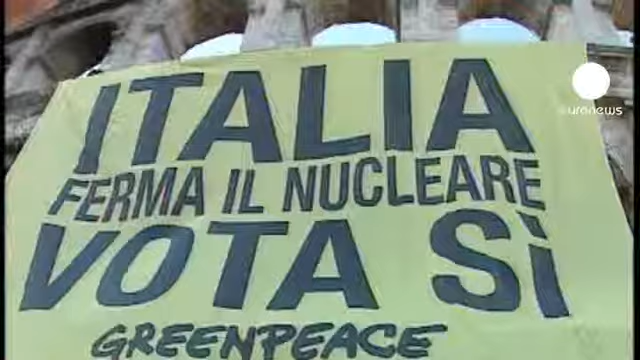 ITALIA
FERMA IL NUCLEARE
VOTA SÌ
GREENPEACE
euronews